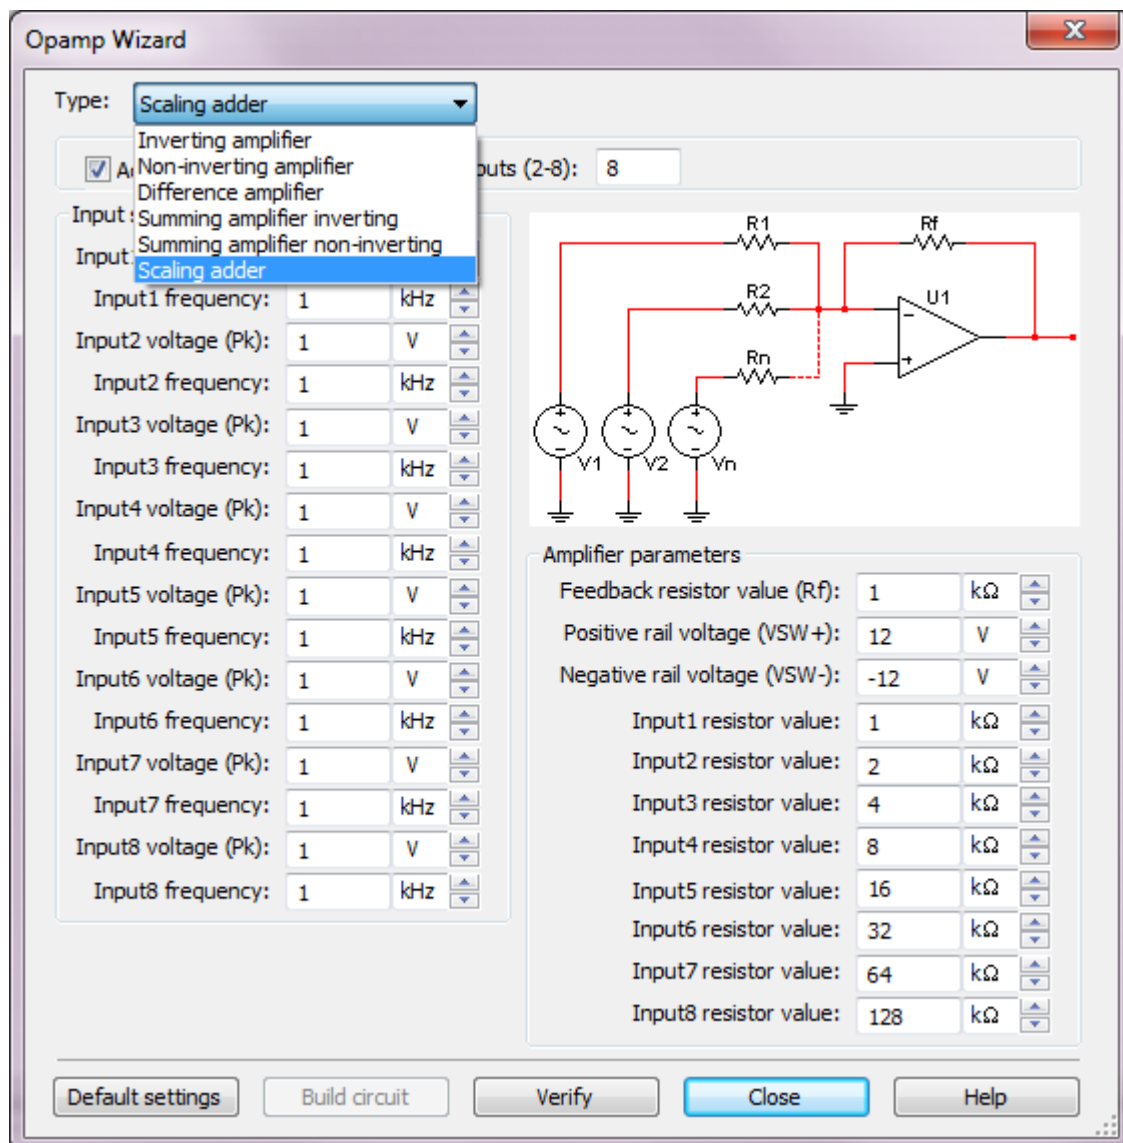 Opamp Wizard
Type: Scaling adder
Inverting amplifier
Non-inverting amplifier
Difference amplifier
Summing amplifier inverting
Summing amplifier non-inverting
Scaling adder
(2-8): 8
Input
Input1 frequency: 1 kHz
Input2 voltage (Pk): 1 V
Input2 frequency: 1 kHz
Input3 voltage (Pk): 1 V
Input3 frequency: 1 kHz
Input4 voltage (Pk): 1 V
Input4 frequency: 1 kHz
Input5 voltage (Pk): 1 V
Input5 frequency: 1 kHz
Input6 voltage (Pk): 1 V
Input6 frequency: 1 kHz
Input7 voltage (Pk): 1 V
Input7 frequency: 1 kHz
Input8 voltage (Pk): 1 V
Input8 frequency: 1 kHz
R1 Rf
R2 U1
Rn
V1 V2 Vn
Amplifier parameters
Feedback resistor value (Rf): 1 kΩ
Positive rail voltage (VSW+): 12 V
Negative rail voltage (VSW-): -12 V
Input1 resistor value: 1 kΩ
Input2 resistor value: 2 kΩ
Input3 resistor value: 4 kΩ
Input4 resistor value: 8 kΩ
Input5 resistor value: 16 kΩ
Input6 resistor value: 32 kΩ
Input7 resistor value: 64 kΩ
Input8 resistor value: 128 kΩ
Default settings Build circuit Verify Close Help